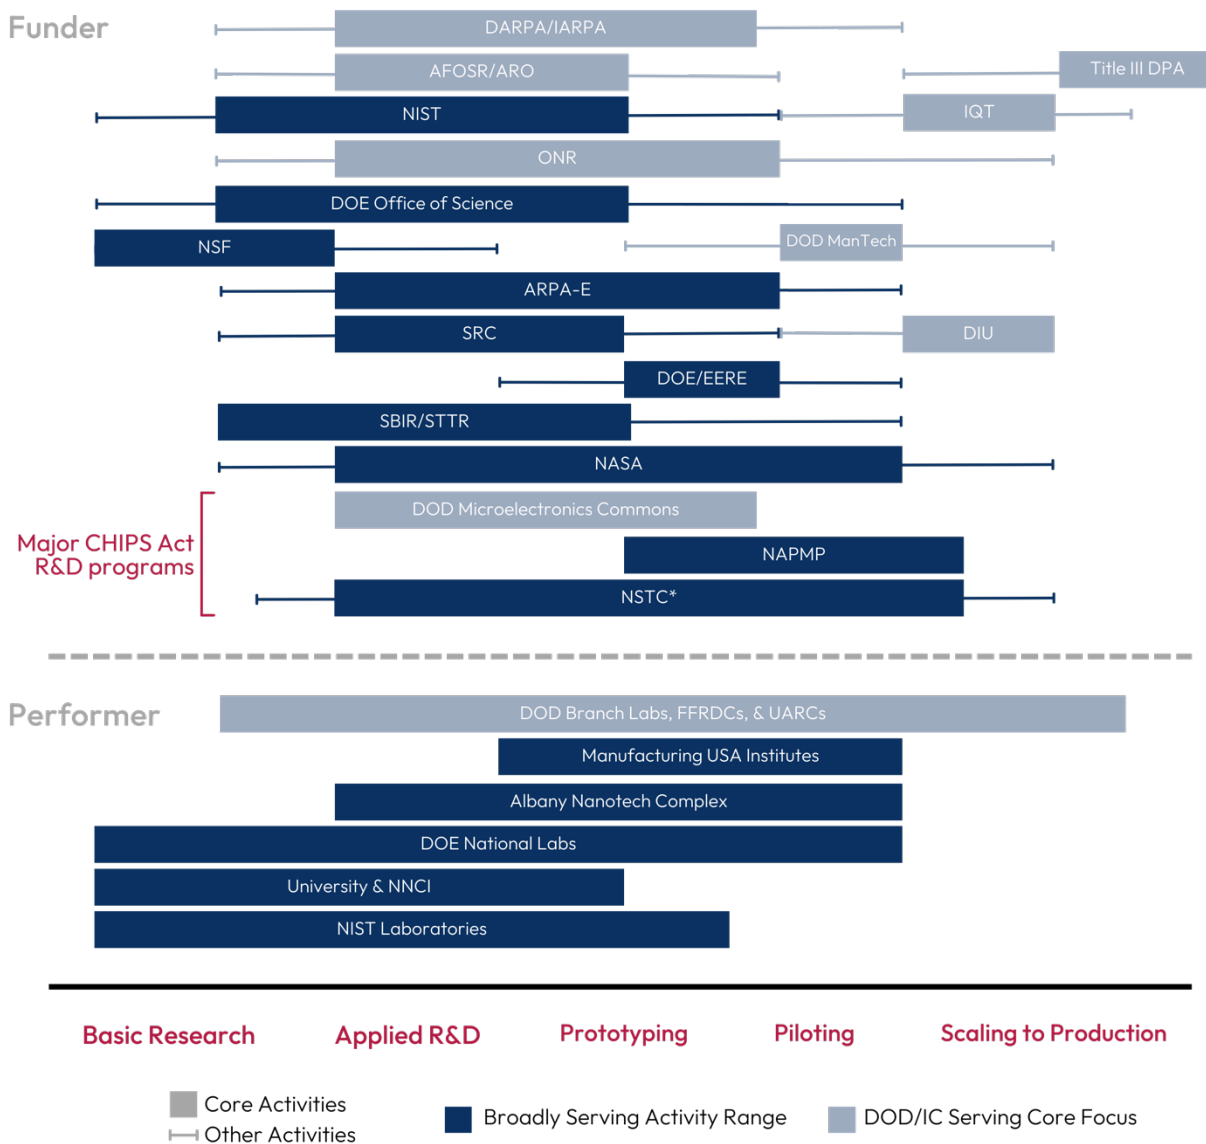 Funder
DARPA/IARPA
AFOSR/ARO
Title III DPA
NIST
IQT
ONR
DOE Office of Science
NSF
DOD ManTech
ARPA-E
SRC
DIU
DOE/EERE
SBIR/STTR
NASA
Major CHIPS Act
R&D programs
DOD Microelectronics Commons
NAPMP
NSTC*
Performer
DOD Branch Labs, FFRDCs, & UARCs
Manufacturing USA Institutes
Albany Nanotech Complex
DOE National Labs
University & NNCI
NIST Laboratories
Basic Research
Applied R&D
Prototyping
Piloting
Scaling to Production
Core Activities
Other Activities
Broadly Serving Activity Range
DOD/IC Serving Core Focus